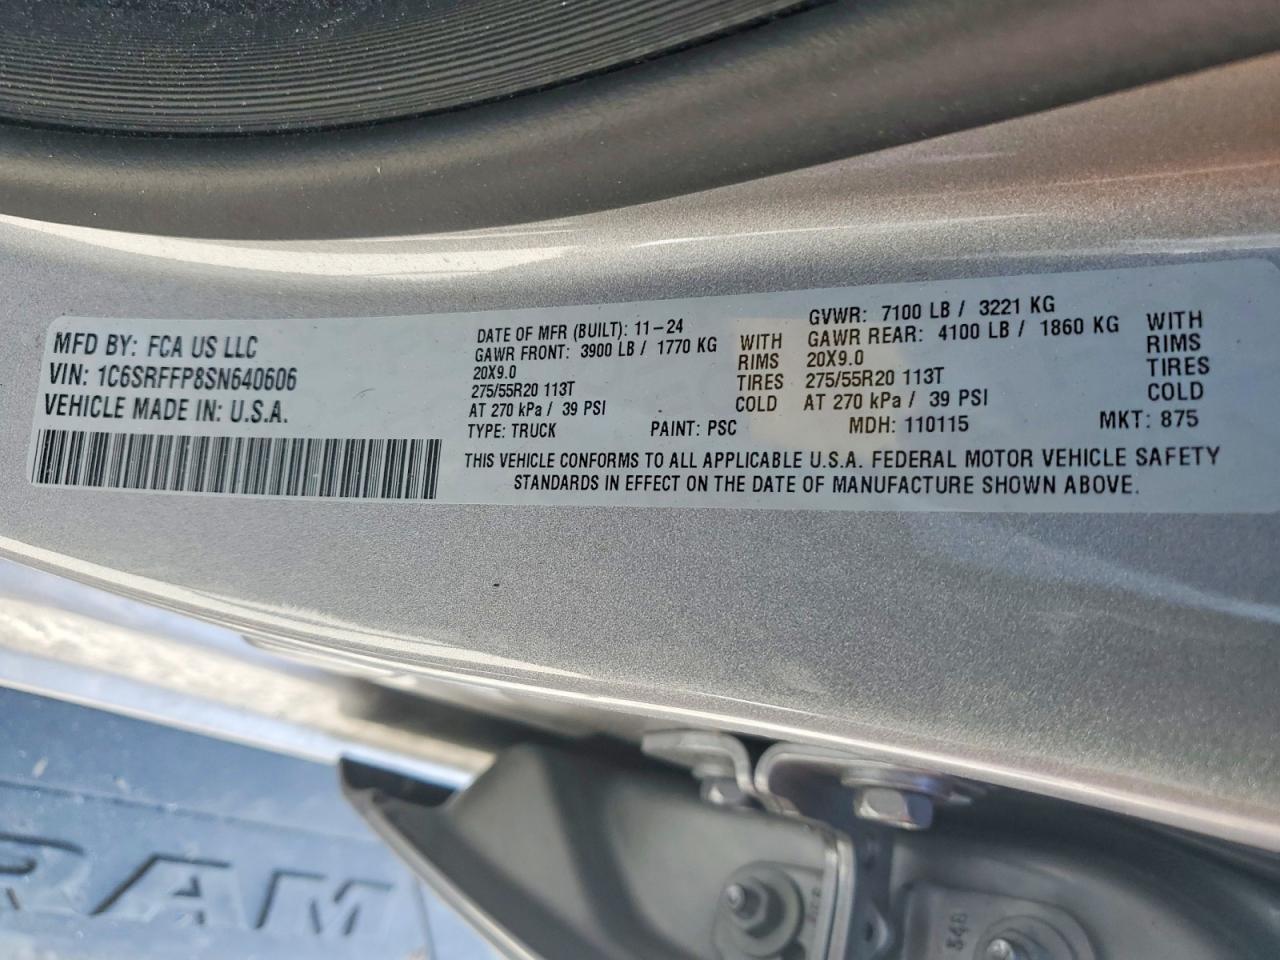 MFD BY: FCA US LLC
VIN: 1C6SRFFP8SN640606
VEHICLE MADE IN: U.S.A.
DATE OF MFR (BUILT): 11-24
GAWR FRONT: 3900 LB / 1770 KG WITH
20X9.0 RIMS
275/55R20 113T TIRES
AT 270 kPa / 39 PSI COLD
TYPE: TRUCK PAINT: PSC
GVWR: 7100 LB / 3221 KG
GAWR REAR: 4100 LB / 1860 KG WITH
20X9.0 RIMS
275/55R20 113T TIRES
AT 270 kPa / 39 PSI COLD
MDH: 110115 MKT: 875
THIS VEHICLE CONFORMS TO ALL APPLICABLE U.S.A. FEDERAL MOTOR VEHICLE SAFETY
STANDARDS IN EFFECT ON THE DATE OF MANUFACTURE SHOWN ABOVE.
RAM